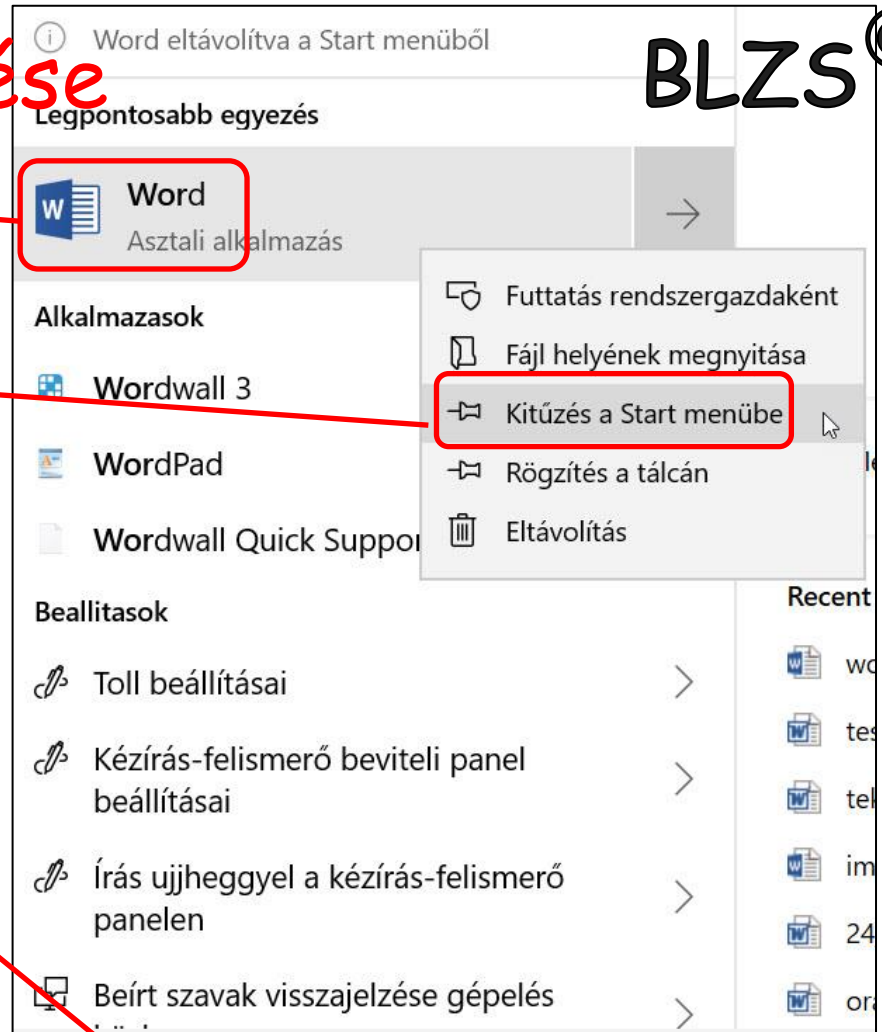 Word eltávolítva a Start menüből
BLZS
Legpontosabb egyezés
Word
Asztali alkalmazás
Futtatás rendszergazdaként
Fájl helyének megnyitása
Kitűzés a Start menübe
Rögzítés a tálcán
Eltávolítás
Alkalmazasok
Wordwall 3
WordPad
Wordwall Quick
Beallitasok
Toll beállításai
Kézírás-felismerő beviteli panel
beállításai
Írás ujjheggyel a kézírás-felismerő
panelen
Beírt szavak visszajelzése gépelés
Recent
24